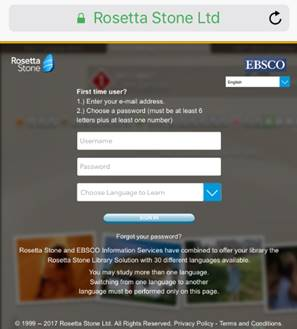 Rosetta Stone Ltd
Rosetta
Stone
EBSCO
English
First time user?
1.) Enter your e-mail address.
2.) Choose a password (must be at least 6
letters plus at least one number)
Username
Password
Choose Language to Learn
SIGN IN
Forgot your password?
Rosetta Stone and EBSCO Information Services have combined to offer your library the
Rosetta Stone Library Solution with 30 different languages available.
You may study more than one language.
Switching from one language to another
language must be performed only on this page.
© 1999 – 2017 Rosetta Stone Ltd. All Rights Reserved. Privacy Policy - Terms and Conditions